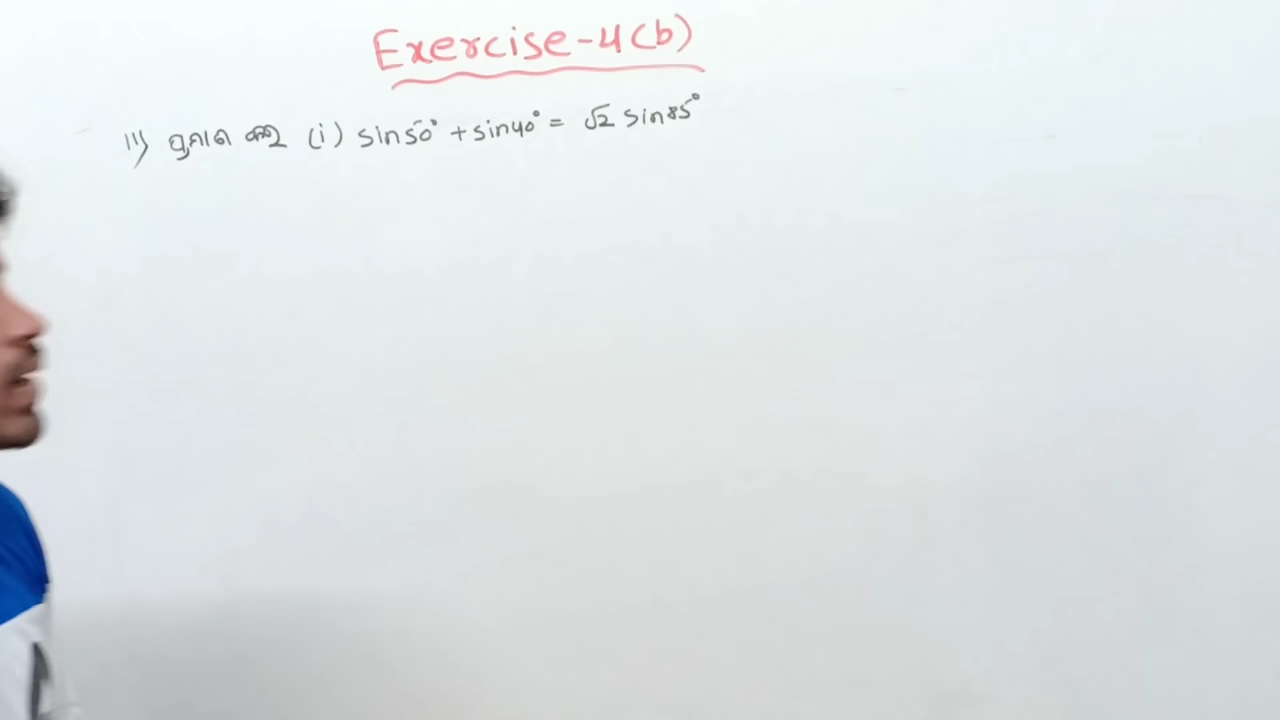 Exercise-4(b)
11) ପ୍ରମାଣ କର (i) sin50° + sin40° = √2 sin85°